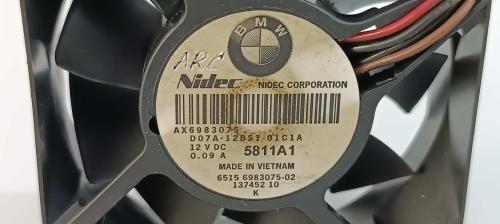 BMW
ARC
Nidec NIDEC CORPORATION
AX6983075
D07A-12BS1 01C1A
12 V DC
0.09 A 5811A1
MADE IN VIETNAM
6515 6983075-02
137452 10
K